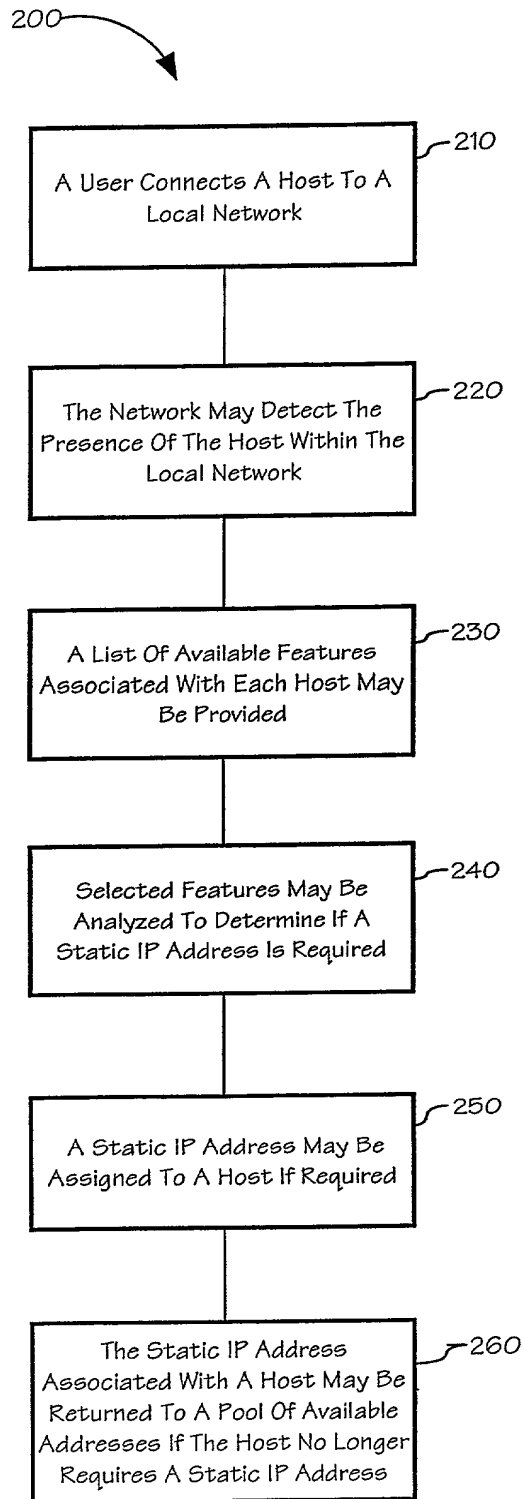 200
210
A User Connects A Host To A
Local Network
220
The Network May Detect The
Presence Of The Host Within The
Local Network
230
A List Of Available Features
Associated With Each Host May
Be Provided
240
Selected Features May Be
Analyzed To Determine If A
Static IP Address Is Required
250
A Static IP Address May Be
Assigned To A Host If Required
260
The Static IP Address
Associated With A Host May Be
Returned To A Pool Of Available
Addresses If The Host No Longer
Requires A Static IP Address